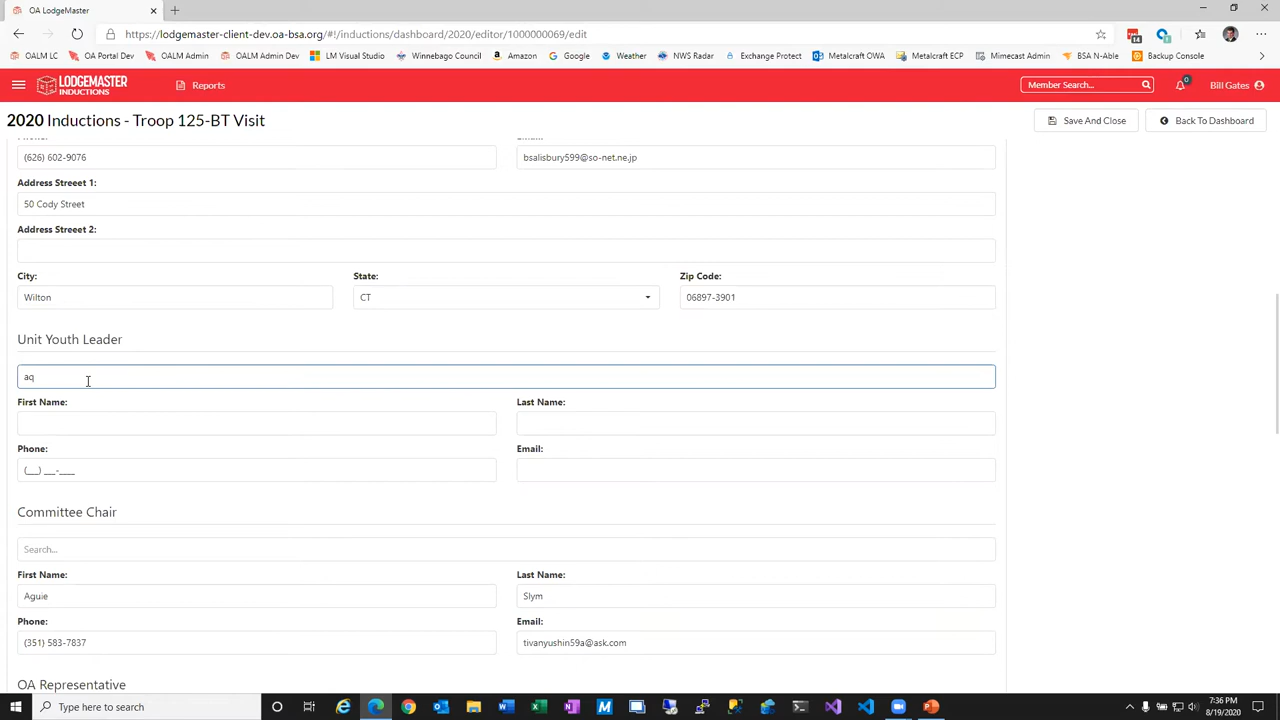 OA LodgeMaster
https://lodgemaster-client-dev.oa-bsa.org/#!/inductions/dashboard/2020/editor/1000000069/edit
14
OALM LC OA Portal Dev OALM Admin OALM Admin Dev LM Visual Studio Winnebago Council Amazon Google Weather NWS Radar Exchange Protect Metalcraft OWA Metalcraft ECP Mimecast Admin BSA N-Able Backup Console
LODGEMASTER
INDUCTIONS
Reports
Member Search...
0
Bill Gates
2020 Inductions - Troop 125-BT Visit
Save And Close
Back To Dashboard
(626) 602-9076 bsalisbury599@so-net.ne.jp
Address Streeet 1:
50 Cody Street
Address Streeet 2:
City: State: Zip Code:
Wilton CT 06897-3901
Unit Youth Leader
aq
First Name: Last Name:
Phone: Email:
(___) ___-____
Committee Chair
Search...
First Name: Last Name:
Aguie Slym
Phone: Email:
(351) 583-7837 tivanyushin59a@ask.com
OA Representative
Type here to search
7:36 PM
8/19/2020